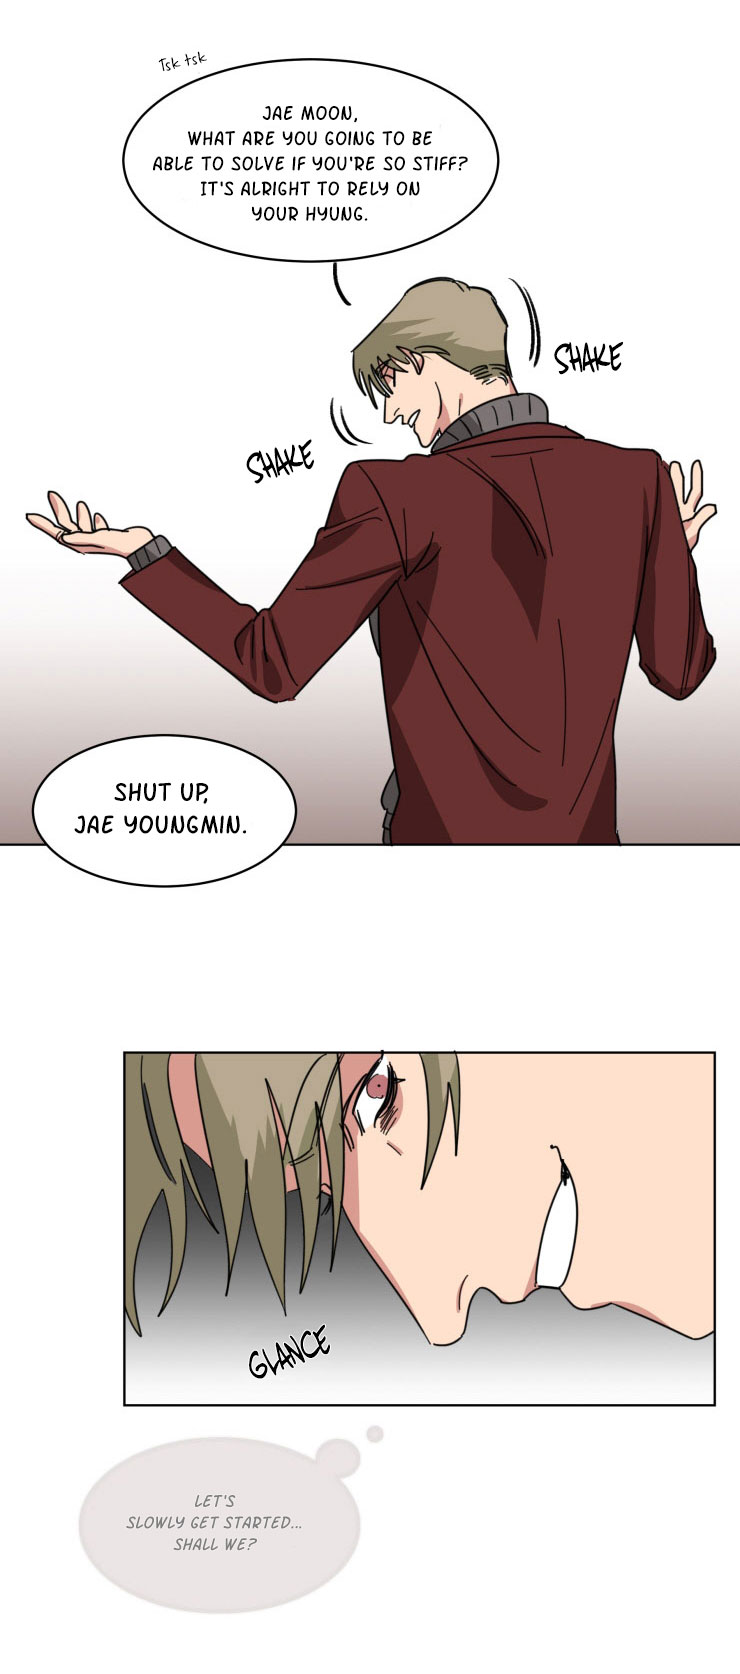 Tsk tsk
JAE MOON,
WHAT ARE YOU GOING TO BE
ABLE TO SOLVE IF YOU'RE SO STIFF?
IT'S ALRIGHT TO RELY ON
YOUR HYUNG.
SHAKE
SHAKE
SHUT UP,
JAE YOUNGMIN.
GLANCE
LET'S
SLOWLY GET STARTED...
SHALL WE?